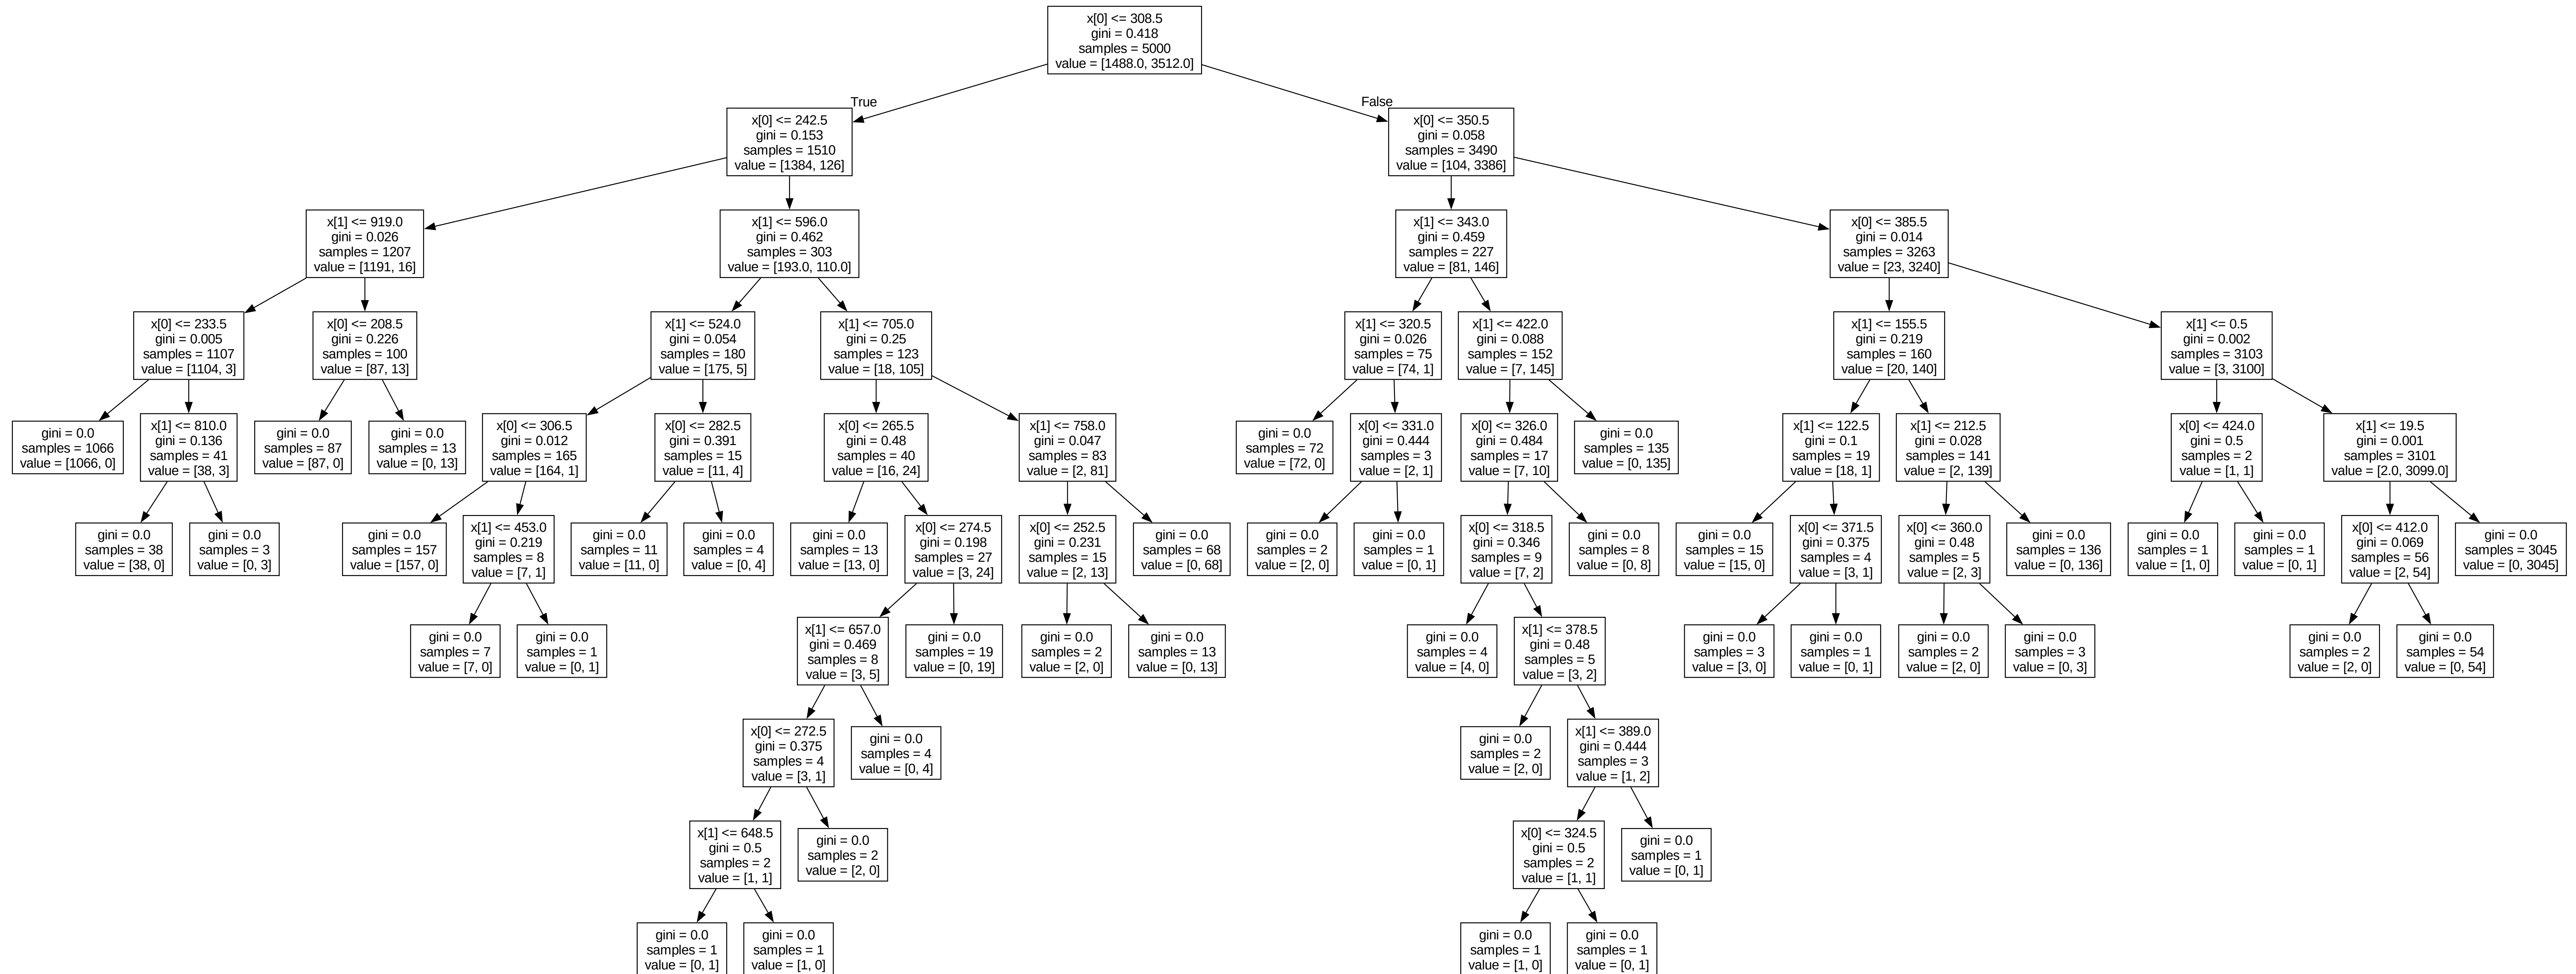 x[0] <= 308.5
gini = 0.418
samples = 5000
value = [1488.0, 3512.0]
True
False
x[0] <= 242.5
gini = 0.153
samples = 1510
value = [1384, 126]
x[0] <= 350.5
gini = 0.058
samples = 3490
value = [104, 3386]
x[1] <= 919.0
gini = 0.026
samples = 1207
value = [1191, 16]
x[1] <= 596.0
gini = 0.462
samples = 303
value = [193.0, 110.0]
x[1] <= 343.0
gini = 0.459
samples = 227
value = [81, 146]
x[0] <= 385.5
gini = 0.014
samples = 3263
value = [23, 3240]
x[0] <= 233.5
gini = 0.005
samples = 1107
value = [1104, 3]
x[0] <= 208.5
gini = 0.226
samples = 100
value = [87, 13]
x[1] <= 524.0
gini = 0.054
samples = 180
value = [175, 5]
x[1] <= 705.0
gini = 0.25
samples = 123
value = [18, 105]
x[1] <= 320.5
gini = 0.026
samples = 75
value = [74, 1]
x[1] <= 422.0
gini = 0.088
samples = 152
value = [7, 145]
x[1] <= 155.5
gini = 0.219
samples = 160
value = [20, 140]
x[1] <= 0.5
gini = 0.002
samples = 3103
value = [3, 3100]
gini = 0.0
samples = 1066
value = [1066, 0]
x[1] <= 810.0
gini = 0.136
samples = 41
value = [38, 3]
gini = 0.0
samples = 87
value = [87, 0]
gini = 0.0
samples = 13
value = [0, 13]
x[0] <= 306.5
gini = 0.012
samples = 165
value = [164, 1]
x[0] <= 282.5
gini = 0.391
samples = 15
value = [11, 4]
x[0] <= 265.5
gini = 0.48
samples = 40
value = [16, 24]
x[1] <= 758.0
gini = 0.047
samples = 83
value = [2, 81]
gini = 0.0
samples = 72
value = [72, 0]
x[0] <= 331.0
gini = 0.444
samples = 3
value = [2, 1]
x[0] <= 326.0
gini = 0.484
samples = 17
value = [7, 10]
gini = 0.0
samples = 135
value = [0, 135]
x[1] <= 122.5
gini = 0.1
samples = 19
value = [18, 1]
x[1] <= 212.5
gini = 0.028
samples = 141
value = [2, 139]
x[0] <= 424.0
gini = 0.5
samples = 2
value = [1, 1]
x[1] <= 19.5
gini = 0.001
samples = 3101
value = [2.0, 3099.0]
gini = 0.0
samples = 38
value = [38, 0]
gini = 0.0
samples = 3
value = [0, 3]
gini = 0.0
samples = 157
value = [157, 0]
x[1] <= 453.0
gini = 0.219
samples = 8
value = [7, 1]
gini = 0.0
samples = 11
value = [11, 0]
gini = 0.0
samples = 4
value = [0, 4]
gini = 0.0
samples = 13
value = [13, 0]
x[0] <= 274.5
gini = 0.198
samples = 27
value = [3, 24]
x[0] <= 252.5
gini = 0.231
samples = 15
value = [2, 13]
gini = 0.0
samples = 68
value = [0, 68]
gini = 0.0
samples = 2
value = [2, 0]
gini = 0.0
samples = 1
value = [0, 1]
x[0] <= 318.5
gini = 0.346
samples = 9
value = [7, 2]
gini = 0.0
samples = 8
value = [0, 8]
gini = 0.0
samples = 15
value = [15, 0]
x[0] <= 371.5
gini = 0.375
samples = 4
value = [3, 1]
x[0] <= 360.0
gini = 0.48
samples = 5
value = [2, 3]
gini = 0.0
samples = 136
value = [0, 136]
gini = 0.0
samples = 1
value = [1, 0]
gini = 0.0
samples = 1
value = [0, 1]
x[0] <= 412.0
gini = 0.069
samples = 56
value = [2, 54]
gini = 0.0
samples = 3045
value = [0, 3045]
gini = 0.0
samples = 7
value = [7, 0]
gini = 0.0
samples = 1
value = [0, 1]
x[1] <= 657.0
gini = 0.469
samples = 8
value = [3, 5]
gini = 0.0
samples = 19
value = [0, 19]
gini = 0.0
samples = 2
value = [2, 0]
gini = 0.0
samples = 13
value = [0, 13]
gini = 0.0
samples = 4
value = [4, 0]
x[1] <= 378.5
gini = 0.48
samples = 5
value = [3, 2]
gini = 0.0
samples = 3
value = [3, 0]
gini = 0.0
samples = 1
value = [0, 1]
gini = 0.0
samples = 2
value = [2, 0]
gini = 0.0
samples = 3
value = [0, 3]
gini = 0.0
samples = 2
value = [2, 0]
gini = 0.0
samples = 54
value = [0, 54]
x[0] <= 272.5
gini = 0.375
samples = 4
value = [3, 1]
gini = 0.0
samples = 4
value = [0, 4]
gini = 0.0
samples = 2
value = [2, 0]
x[1] <= 389.0
gini = 0.444
samples = 3
value = [1, 2]
x[1] <= 648.5
gini = 0.5
samples = 2
value = [1, 1]
gini = 0.0
samples = 2
value = [2, 0]
x[0] <= 324.5
gini = 0.5
samples = 2
value = [1, 1]
gini = 0.0
samples = 1
value = [0, 1]
gini = 0.0
samples = 1
value = [0, 1]
gini = 0.0
samples = 1
value = [1, 0]
gini = 0.0
samples = 1
value = [1, 0]
gini = 0.0
samples = 1
value = [0, 1]